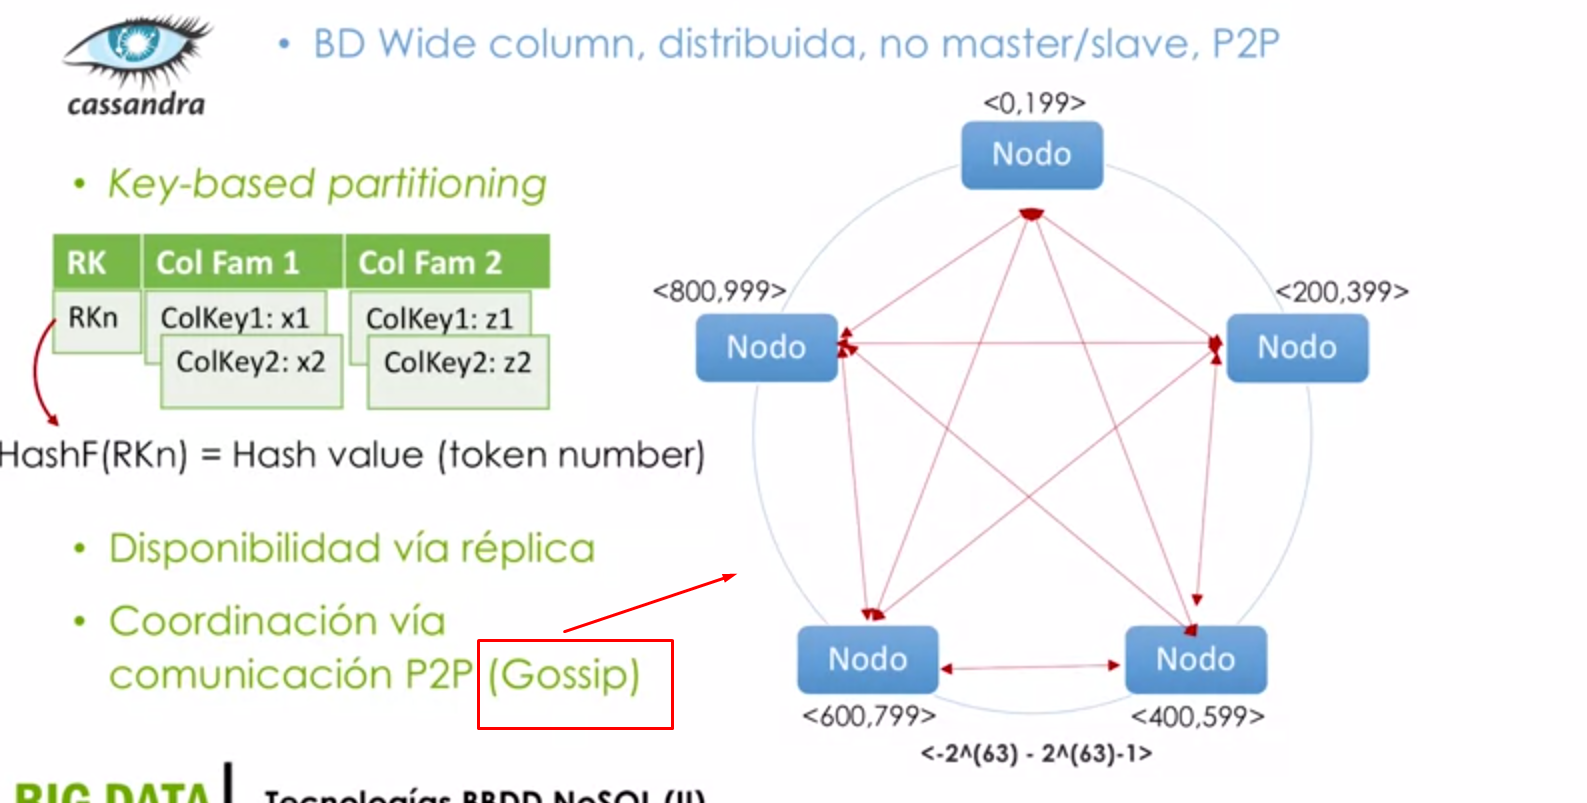 cassandra
• BD Wide column, distribuida, no master/slave, P2P
• Key-based partitioning
RK Col Fam 1 Col Fam 2
RKn ColKey1: x1 ColKey1: z1
ColKey2: x2 ColKey2: z2
HashF(RKn) = Hash value (token number)
• Disponibilidad vía réplica
• Coordinación vía
comunicación P2P (Gossip)
<0,199>
Nodo
<800,999> <200,399>
Nodo Nodo
Nodo Nodo
<600,799> <400,599>
<-2^(63) - 2^(63)-1>
BIG DATA Tecnologías BBDD NoSQL (II)